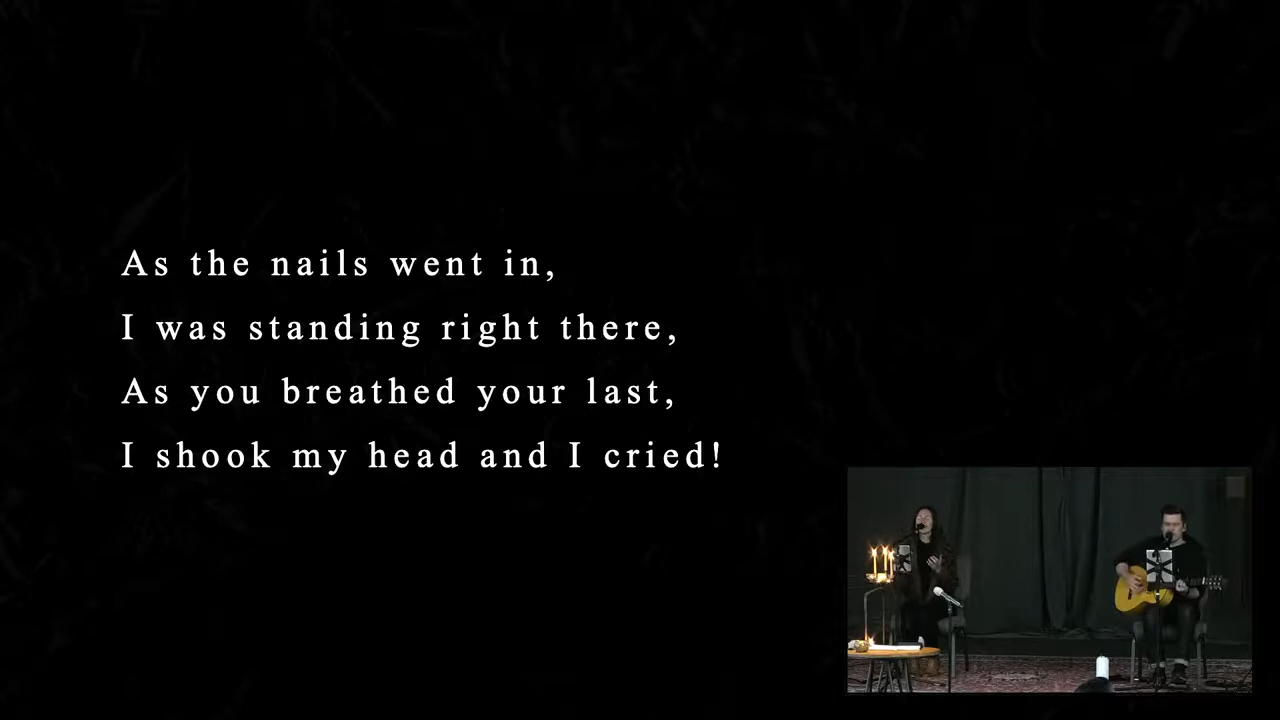 As the nails went in,
I was standing right there,
As you breathed your last,
I shook my head and I cried!